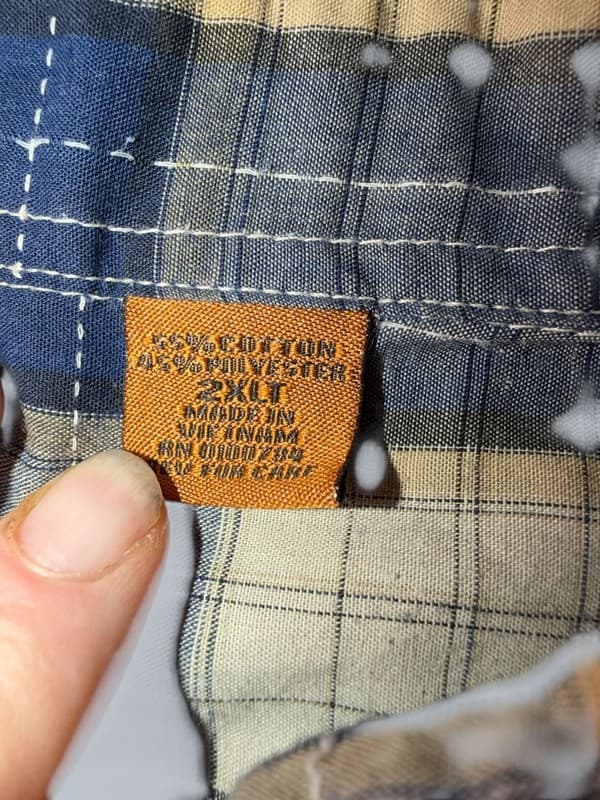 55% COTTON
45% POLYESTER
2XLT
MADE IN
VIETNAM
RN
FOR CARE